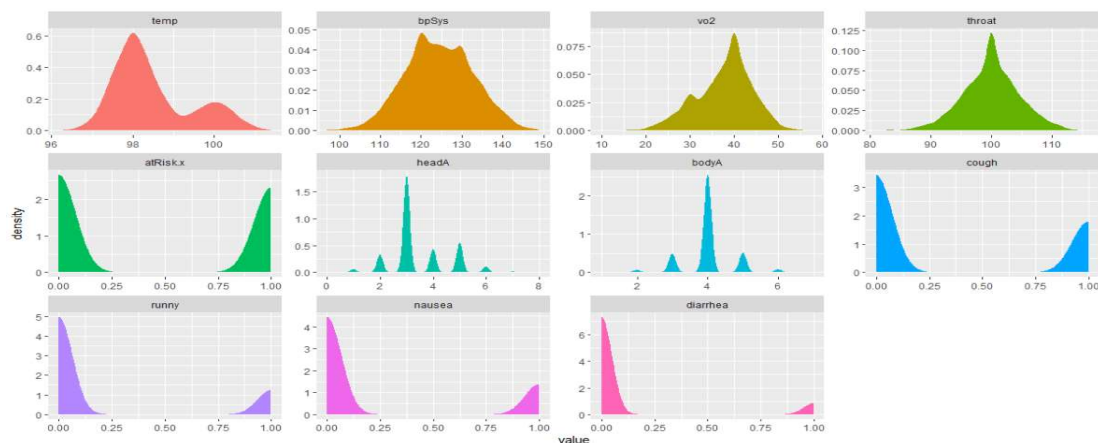 temp bpSys vo2 throat
0.6 0.05 0.075 0.125
0.04 0.100
0.4 0.03 0.050 0.075
0.2 0.02 0.025 0.050
0.01 0.025
0.0 0.00 0.000 0.000
96 98 100 100 110 120 130 140 150 10 20 30 40 50 60 80 90 100 110
atRisk.x headA bodyA cough
2 1.5 2 3
1.0 2
1 0.5 1 1
0 0.0 0 0
0.00 0.25 0.50 0.75 1.00 0 2 4 6 8 2 4 6 0.00 0.25 0.50 0.75 1.00
density
runny nausea diarrhea
5 4 6
4 3
3 4
2 2
1 1 2
0 0 0
0.00 0.25 0.50 0.75 1.00 0.00 0.25 0.50 0.75 1.00 0.00 0.25 0.50 0.75 1.00
value